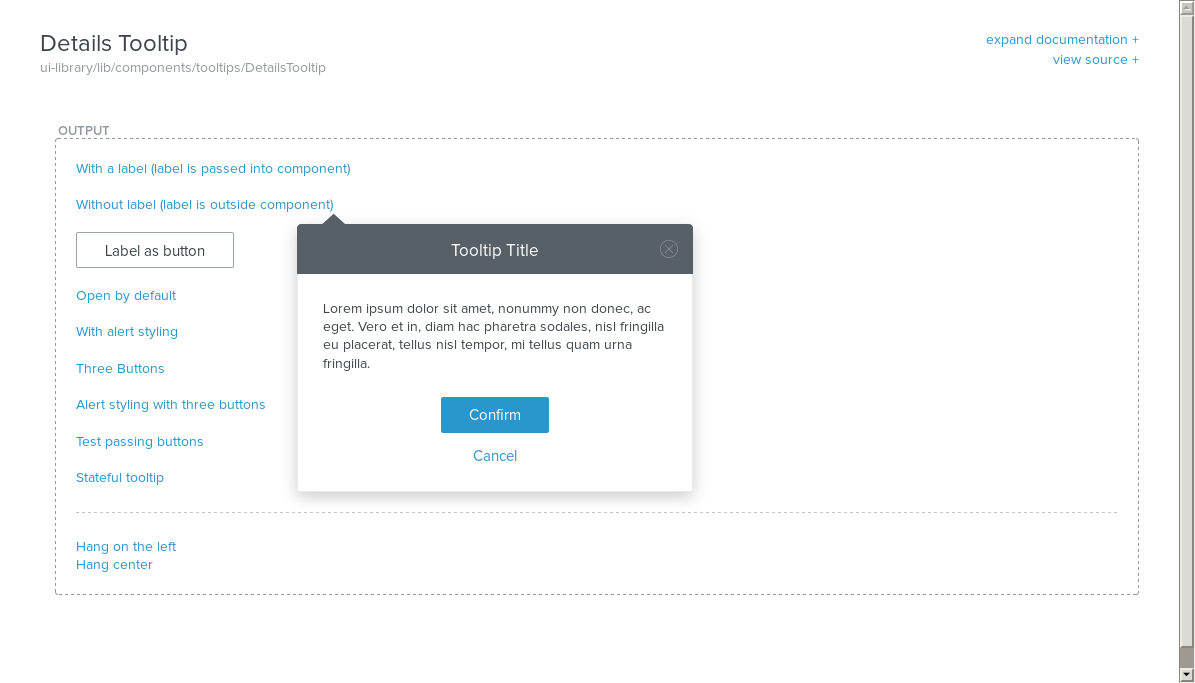 Details Tooltip
ui-library/lib/components/tooltips/DetailsTooltip
expand documentation +
view source +
OUTPUT
With a label (label is passed into component)
Without label (label is outside component)
Label as button
Open by default
With alert styling
Three Buttons
Alert styling with three buttons
Test passing buttons
Stateful tooltip
Tooltip Title
Lorem ipsum dolor sit amet, nonummy non donec, ac
eget. Vero et in, diam hac pharetra sodales, nisl fringilla
eu placerat, tellus nisl tempor, mi tellus quam urna
fringilla.
Confirm
Cancel
Hang on the left
Hang center